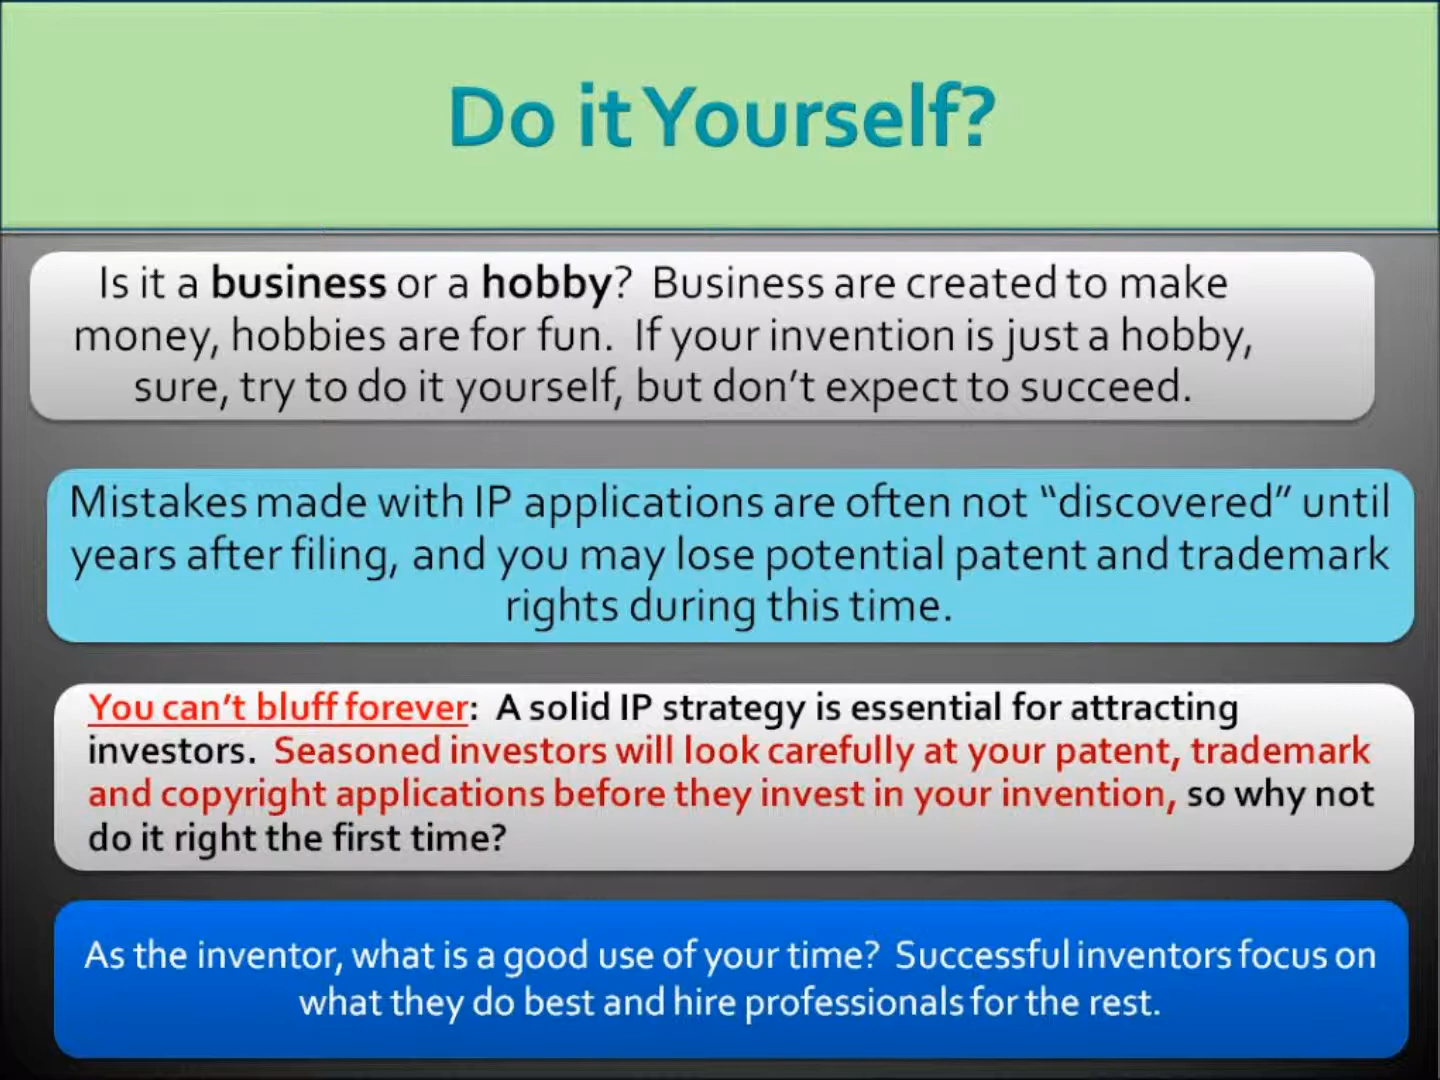 Do it Yourself?
Is it a business or a hobby?  Business are created to make
money, hobbies are for fun.  If your invention is just a hobby,
sure, try to do it yourself, but don’t expect to succeed.
Mistakes made with IP applications are often not “discovered” until
years after filing, and you may lose potential patent and trademark
rights during this time.
You can’t bluff forever:  A solid IP strategy is essential for attracting
investors.  Seasoned investors will look carefully at your patent, trademark
and copyright applications before they invest in your invention, so why not
do it right the first time?
As the inventor, what is a good use of your time?  Successful inventors focus on
what they do best and hire professionals for the rest.